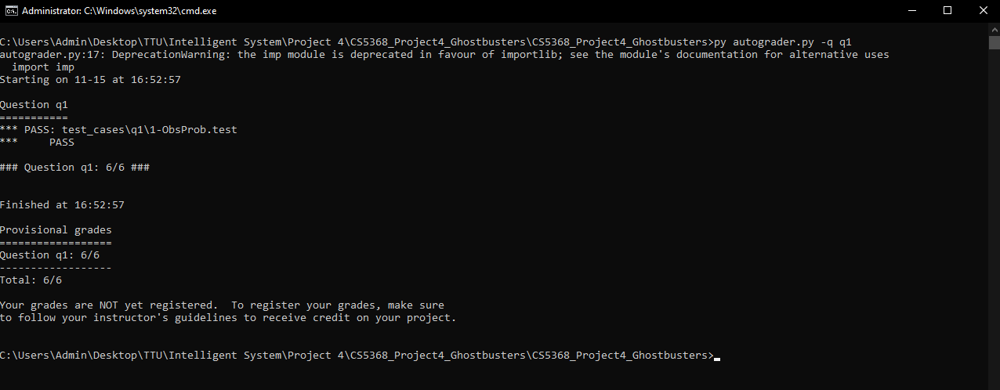 Administrator: C:\Windows\system32\cmd.exe
C:\Users\Admin\Desktop\TTU\Intelligent System\Project 4\CS5368_Project4_Ghostbusters\CS5368_Project4_Ghostbusters>py autograder.py -q q1
autograder.py:17: DeprecationWarning: the imp module is deprecated in favour of importlib; see the module's documentation for alternative uses
  import imp
Starting on 11-15 at 16:52:57
Question q1
===========
*** PASS: test_cases\q1\1-ObsProb.test
***     PASS
### Question q1: 6/6 ###
Finished at 16:52:57
Provisional grades
==================
Question q1: 6/6
------------------
Total: 6/6
Your grades are NOT yet registered.  To register your grades, make sure
to follow your instructor's guidelines to receive credit on your project.
C:\Users\Admin\Desktop\TTU\Intelligent System\Project 4\CS5368_Project4_Ghostbusters\CS5368_Project4_Ghostbusters>